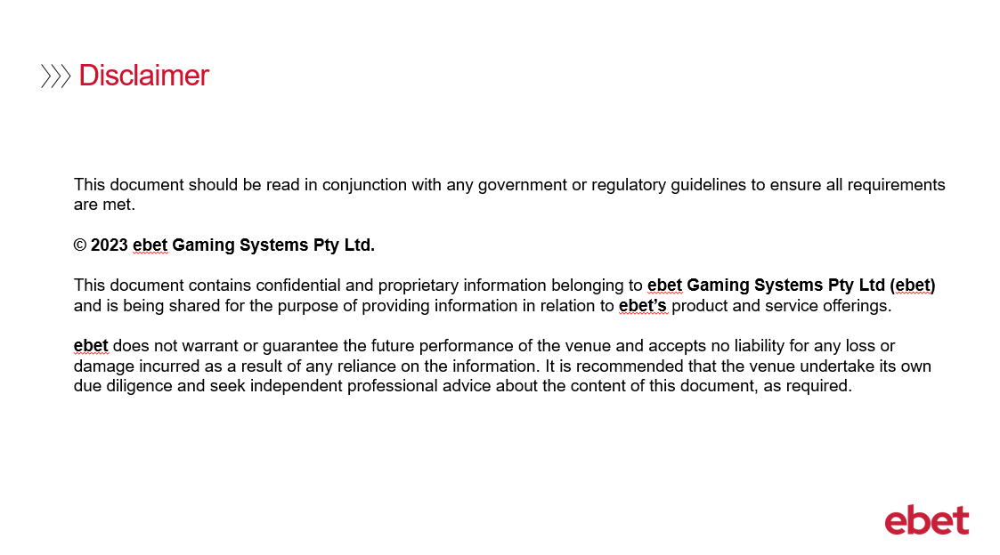 Disclaimer
This document should be read in conjunction with any government or regulatory guidelines to ensure all requirements
are met.
© 2023 ebet Gaming Systems Pty Ltd.
This document contains confidential and proprietary information belonging to ebet Gaming Systems Pty Ltd (ebet)
and is being shared for the purpose of providing information in relation to ebet’s product and service offerings.
ebet does not warrant or guarantee the future performance of the venue and accepts no liability for any loss or
damage incurred as a result of any reliance on the information. It is recommended that the venue undertake its own
due diligence and seek independent professional advice about the content of this document, as required.
ebet